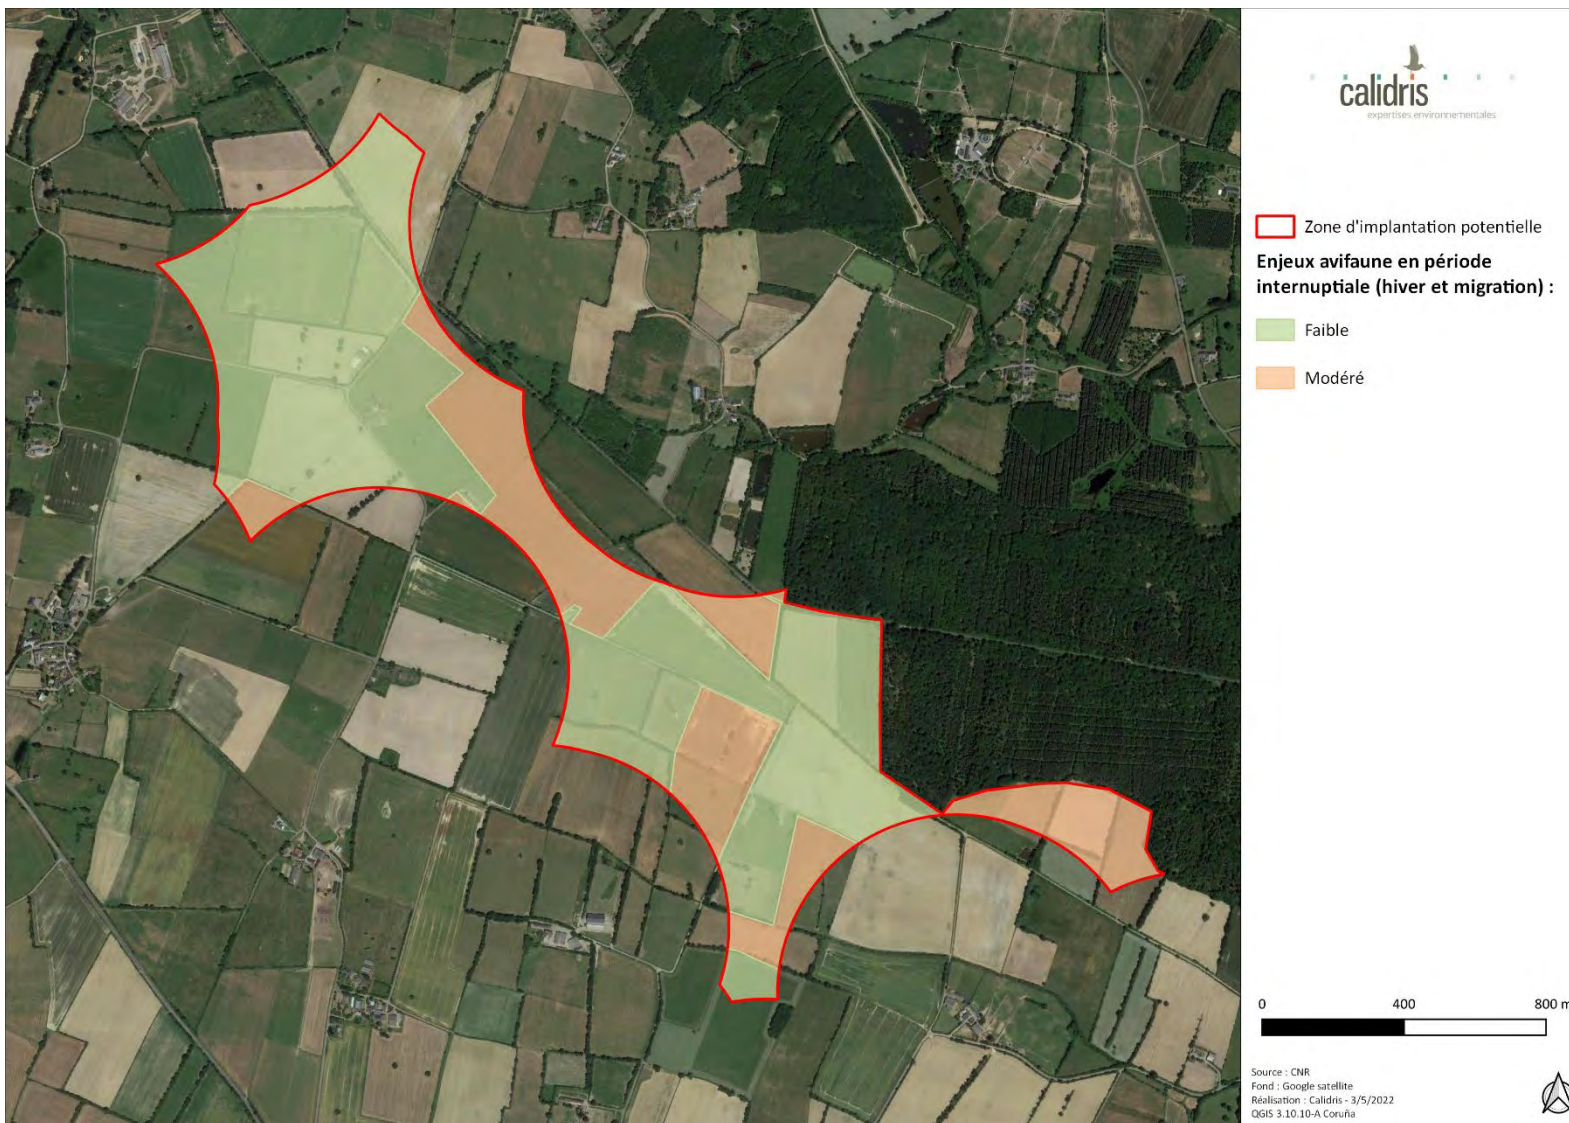 calidris
expertises environnementales
Zone d'implantation potentielle
Enjeux avifaune en période
internuptiale (hiver et migration) :
Faible
Modéré
0 400 800 m
Source : CNR
Fond : Google satellite
Réalisation : Calidris - 3/5/2022
QGIS 3.10.10-A Coruña